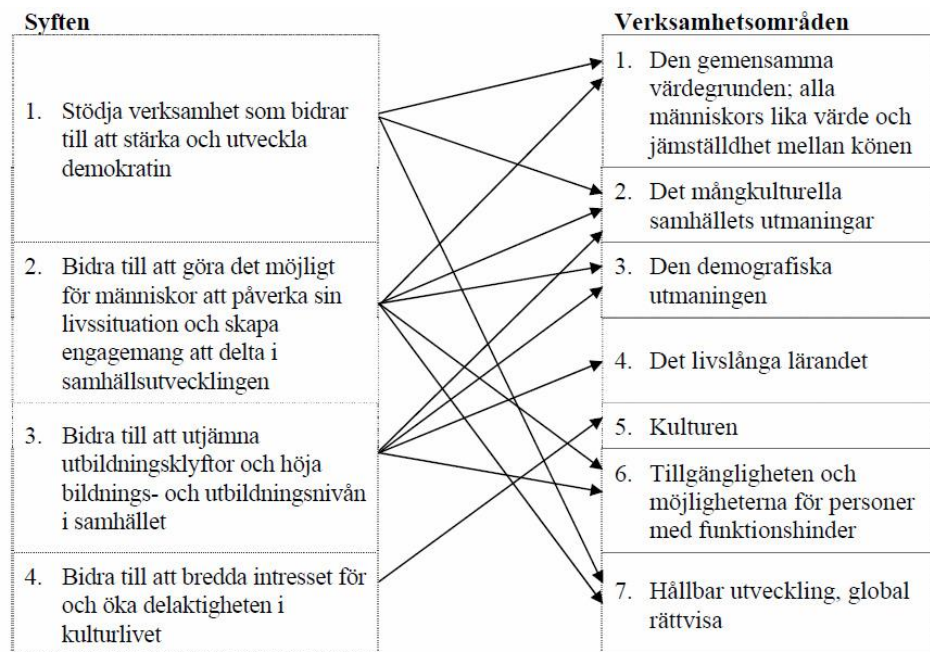 Syften
1. Stödja verksamhet som bidrar
till att stärka och utveckla
demokratin
2. Bidra till att göra det möjligt
för människor att påverka sin
livssituation och skapa
engagemang att delta i
samhällsutvecklingen
3. Bidra till att utjämna
utbildningsklyftor och höja
bildnings- och utbildningsnivån
i samhället
4. Bidra till att bredda intresset för
och öka delaktigheten i
kulturlivet
Verksamhetsområden
1. Den gemensamma
värdegrunden; alla
människors lika värde och
jämställdhet mellan könen
2. Det mångkulturella
samhällets utmaningar
3. Den demografiska
utmaningen
4. Det livslånga lärandet
5. Kulturen
6. Tillgängligheten och
möjligheterna för personer
med funktionshinder
7. Hållbar utveckling, global
rättvisa